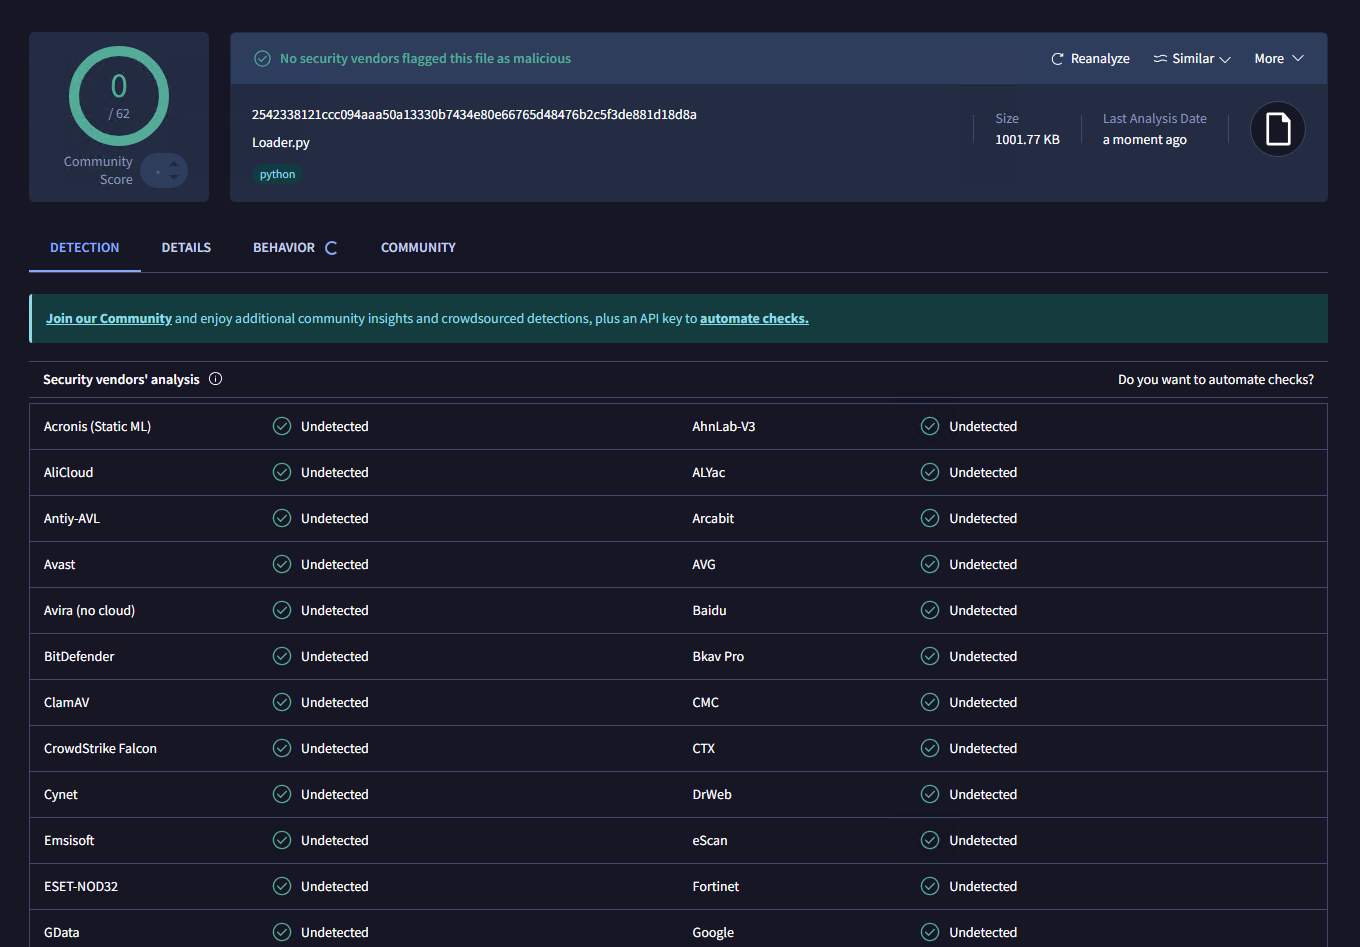 0
/ 62
Community
Score
No security vendors flagged this file as malicious
Reanalyze
Similar
More
2542338121ccc094aaa50a13330b7434e80e66765d48476b2c5f3de881d18d8a
Loader.py
python
Size
1001.77 KB
Last Analysis Date
a moment ago
DETECTION DETAILS BEHAVIOR COMMUNITY
Join our Community and enjoy additional community insights and crowdsourced detections, plus an API key to automate checks.
Security vendors' analysis Do you want to automate checks?
Acronis (Static ML) Undetected AhnLab-V3 Undetected
AliCloud Undetected ALYac Undetected
Antiy-AVL Undetected Arcabit Undetected
Avast Undetected AVG Undetected
Avira (no cloud) Undetected Baidu Undetected
BitDefender Undetected Bkav Pro Undetected
ClamAV Undetected CMC Undetected
CrowdStrike Falcon Undetected CTX Undetected
Cynet Undetected DrWeb Undetected
Emsisoft Undetected eScan Undetected
ESET-NOD32 Undetected Fortinet Undetected
GData Undetected Google Undetected